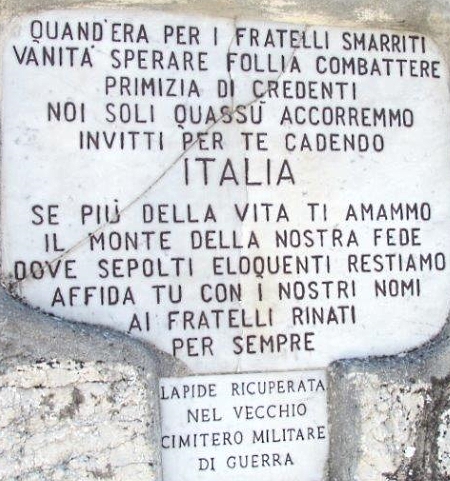 QUAND'ERA PER I FRATELLI SMARRITI
VANITA' SPERARE FOLLIA COMBATTERE
PRIMIZIA DI CREDENTI
NOI SOLI QUASSÙ ACCORREMMO
INVITTI PER TE CADENDO
ITALIA
SE PIÙ DELLA VITA TI AMAMMO
IL MONTE DELLA NOSTRA FEDE
DOVE SEPOLTI ELOQUENTI RESTIAMO
AFFIDA TU CON I NOSTRI NOMI
AI FRATELLI RINATI
PER SEMPRE
LAPIDE RICUPERATA
NEL VECCHIO
CIMITERO MILITARE
DI GUERRA